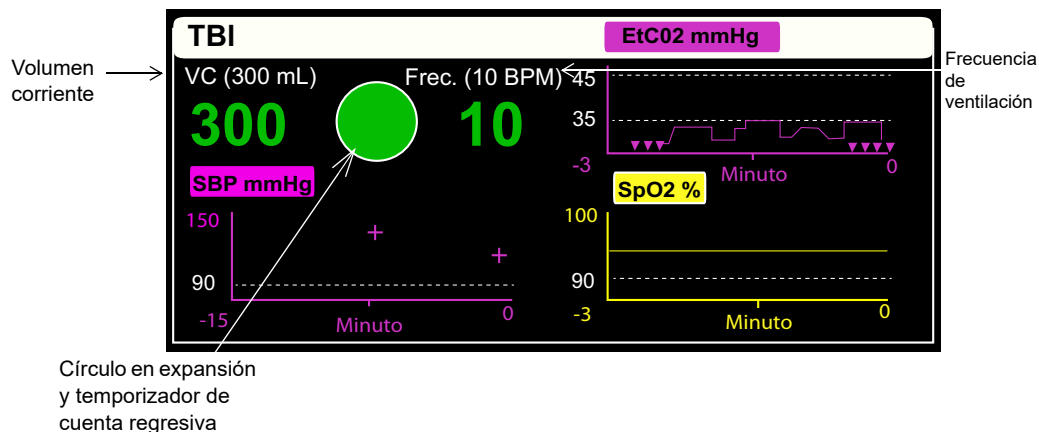 TBI
EtC02 mmHg
Volumen
corriente
VC (300 mL)
Frec. (10 BPM)
300
10
Frecuencia
de
ventilación
45
35
-3
Minuto
0
SBP mmHg
150
90
-15
Minuto
0
SpO2 %
100
90
-3
Minuto
0
Círculo en expansión
y temporizador de
cuenta regresiva